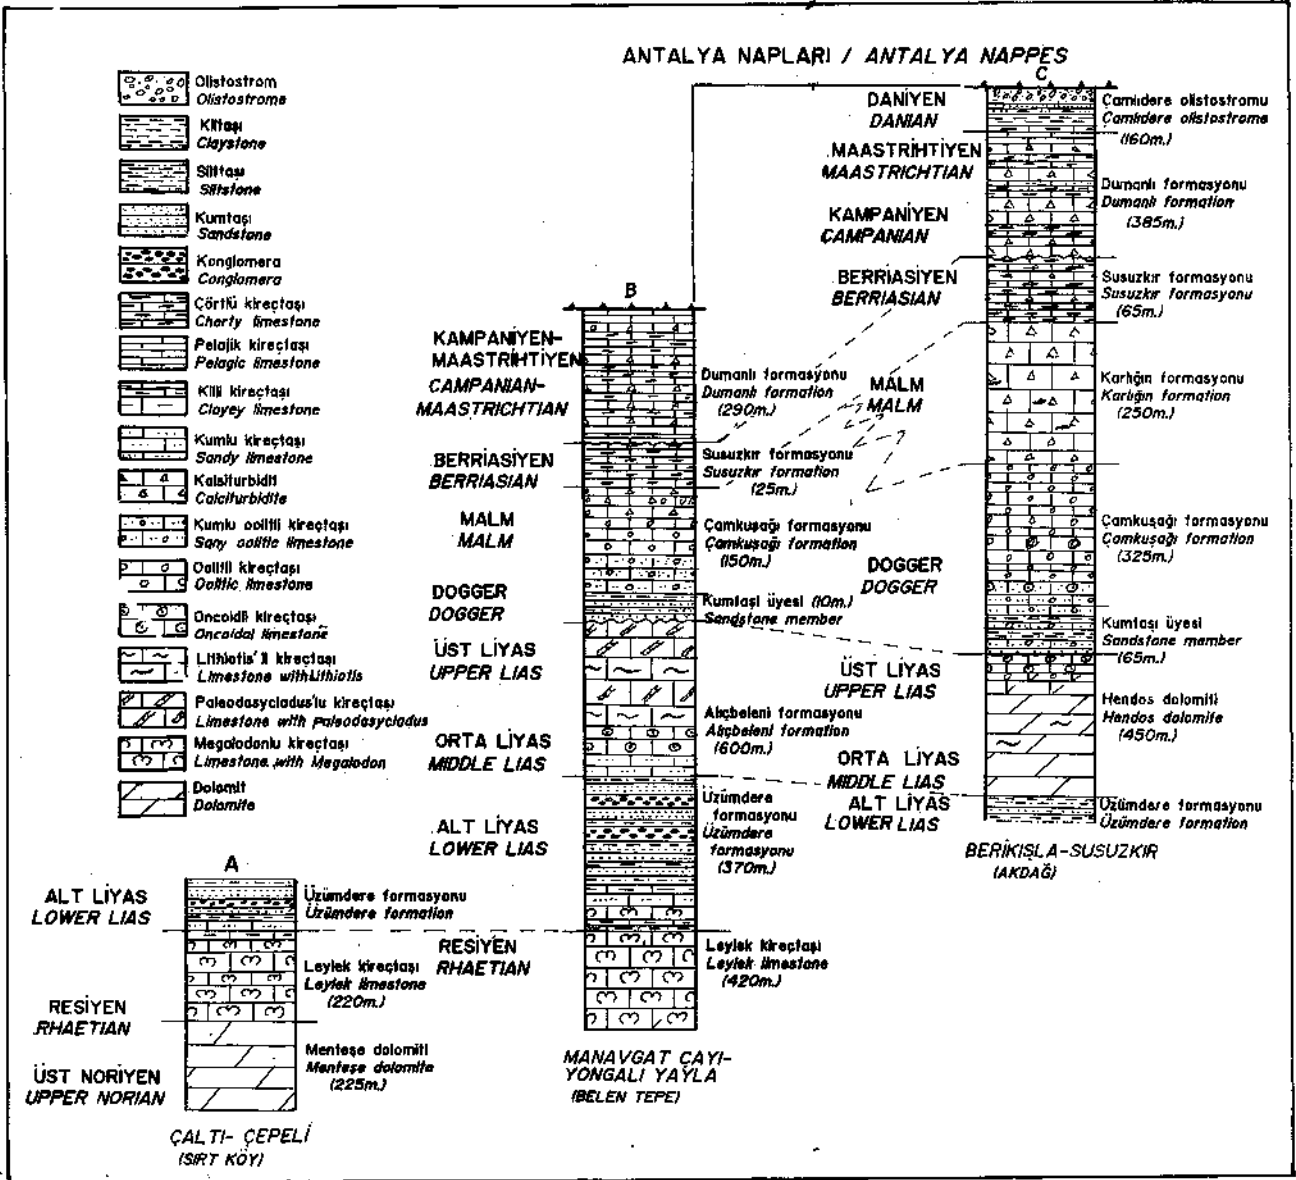 ANTALYA NAPLARI / ANTALYA NAPPES
Olistostrom
Olistostrome
Kiltaşı
Claystone
Silttaşı
Siltstone
Kumtaşı
Sandstone
Konglomera
Conglomera
Çörtlü kireçtaşı
Cherty limestone
Pelajik kireçtaşı
Pelagic limestone
Killi kireçtaşı
Clayey limestone
Kumlu kireçtaşı
Sandy limestone
Kalsiturbidit
Calciturbidite
Kumlu oolitli kireçtaşı
Sany oolitic limestone
Oolitli kireçtaşı
Oolitic limestone
Oncoidli kireçtaşı
Oncoidal limestone
Lithiotis'li kireçtaşı
Limestone with Lithiotis
Paleodasycladus'lu kireçtaşı
Limestone with paleodasycladus
Megalodonlu kireçtaşı
Limestone with Megalodon
Dolomit
Dolomite
A
ALT LİYAS
LOWER LIAS
Üzümdere formasyonu
Üzümdere formation
Leylek kireçtaşı
Leylek limestone
(220m.)
RESİYEN
RHAETIAN
Menteşe dolomiti
Menteşe dolomite
(225m.)
ÜST NORİYEN
UPPER NORIAN
ÇALTI- ÇEPELİ
(SIRT KÖY)
B
KAMPANİYEN-
MAASTRİHTİYEN
CAMPANIAN-
MAASTRICHTIAN
Dumanlı formasyonu
Dumanlı formation
(290m.)
BERRİASİYEN
BERRIASIAN
Susuzkır formasyonu
Susuzkır formation
(25m.)
MALM
MALM
Çamkuşağı formasyonu
Çamkuşağı formation
(150m.)
DOGGER
DOGGER
Kumtaşı üyesi (10m.)
Sandstone member
ÜST LİYAS
UPPER LIAS
Alıçbeleni formasyonu
Alıçbeleni formation
(600m.)
ORTA LİYAS
MIDDLE LIAS
Üzümdere
formasyonu
Üzümdere
formasyonu
(370m.)
ALT LİYAS
LOWER LIAS
RESİYEN
RHAETIAN
Leylek kireçtaşı
Leylek limestone
(420m.)
MANAVGAT ÇAYI-
YONGALI YAYLA
(BELEN TEPE)
C
DANİYEN
DANIAN
Çamlıdere olistostromu
Çamlıdere olistostrome
(160m.)
MAASTRİHTİYEN
MAASTRICHTIAN
Dumanlı formasyonu
Dumanlı formation
(385m.)
KAMPANİYEN
CAMPANIAN
BERRİASİYEN
BERRIASIAN
Susuzkır formasyonu
Susuzkır formation
(65m.)
MALM
MALM
Karlığın formasyonu
Karlığın formation
(250m.)
Çamkuşağı formasyonu
Çamkuşağı formation
(325m.)
DOGGER
DOGGER
Kumtaşı üyesi
Sandstone member
(65m.)
ÜST LİYAS
UPPER LIAS
Hendos dolomiti
Hendos dolomite
(450m.)
ORTA LİYAS
MIDDLE LIAS
ALT LİYAS
LOWER LIAS
Üzümdere formasyonu
Üzümdere formation
BERİKIŞLA-SUSUZKIR
(AKDAĞ)